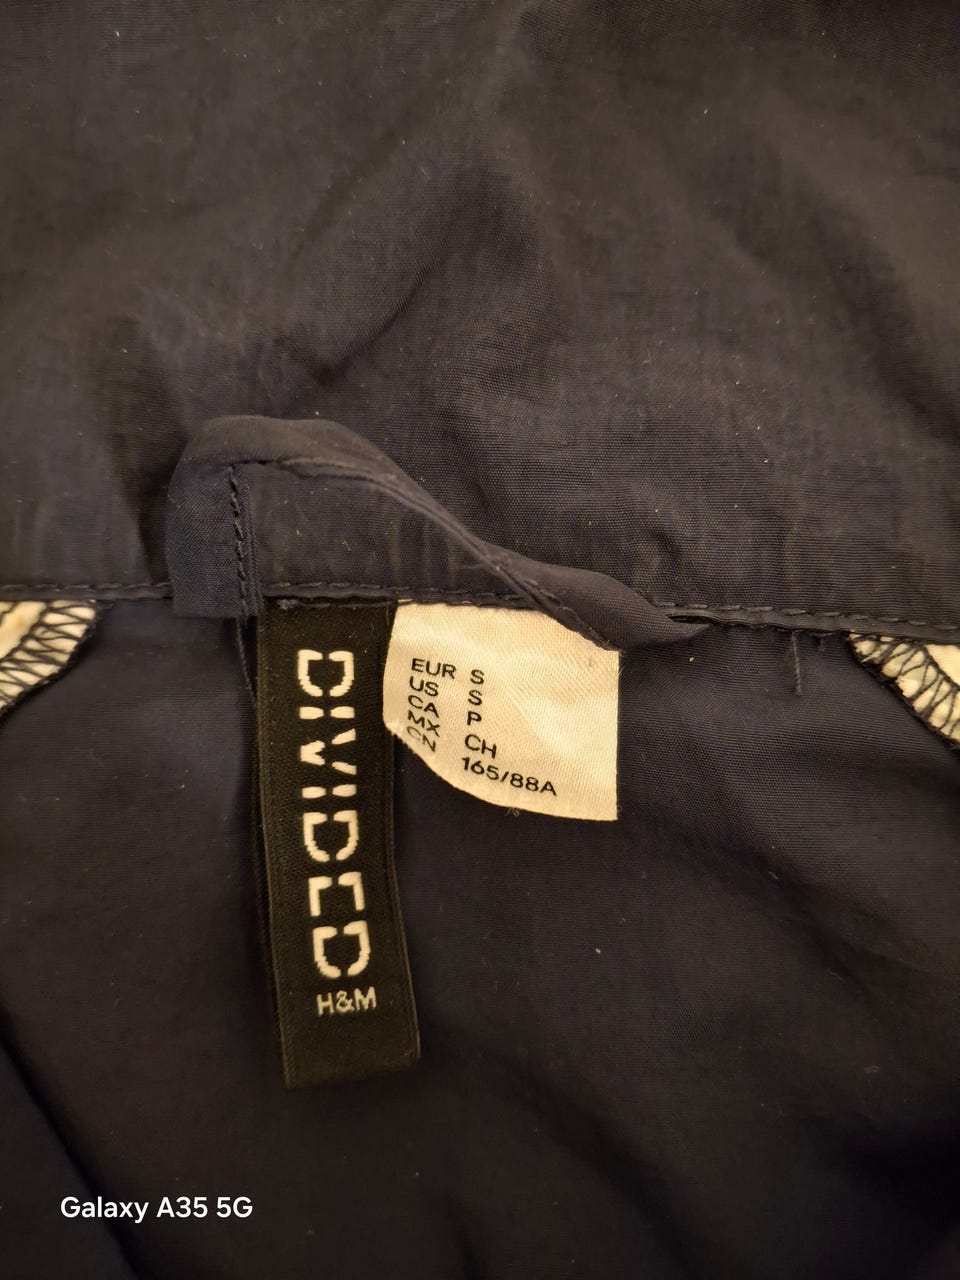 DIVIDED
H&M
EUR S
US S
CA P
MX CH
CN 165/88A
Galaxy A35 5G